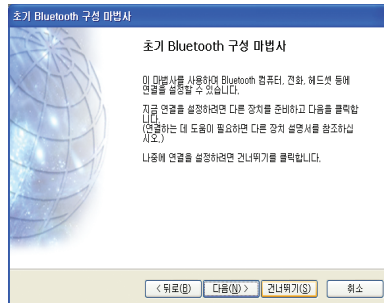 초기 Bluetooth 구성 마법사
초기 Bluetooth 구성 마법사
이 마법사를 사용하여 Bluetooth 컴퓨터, 전화, 헤드셋 등에
연결을 설정할 수 있습니다.
지금 연결을 설정하려면 다른 장치를 준비하고 다음을 클릭합
니다.
(연결하는 데 도움이 필요하면 다른 장치 설명서를 참조하십
시오.)
나중에 연결을 설정하려면 건너뛰기를 클릭합니다.
< 뒤로(B) 다음(N) > 건너뛰기(S) 취소